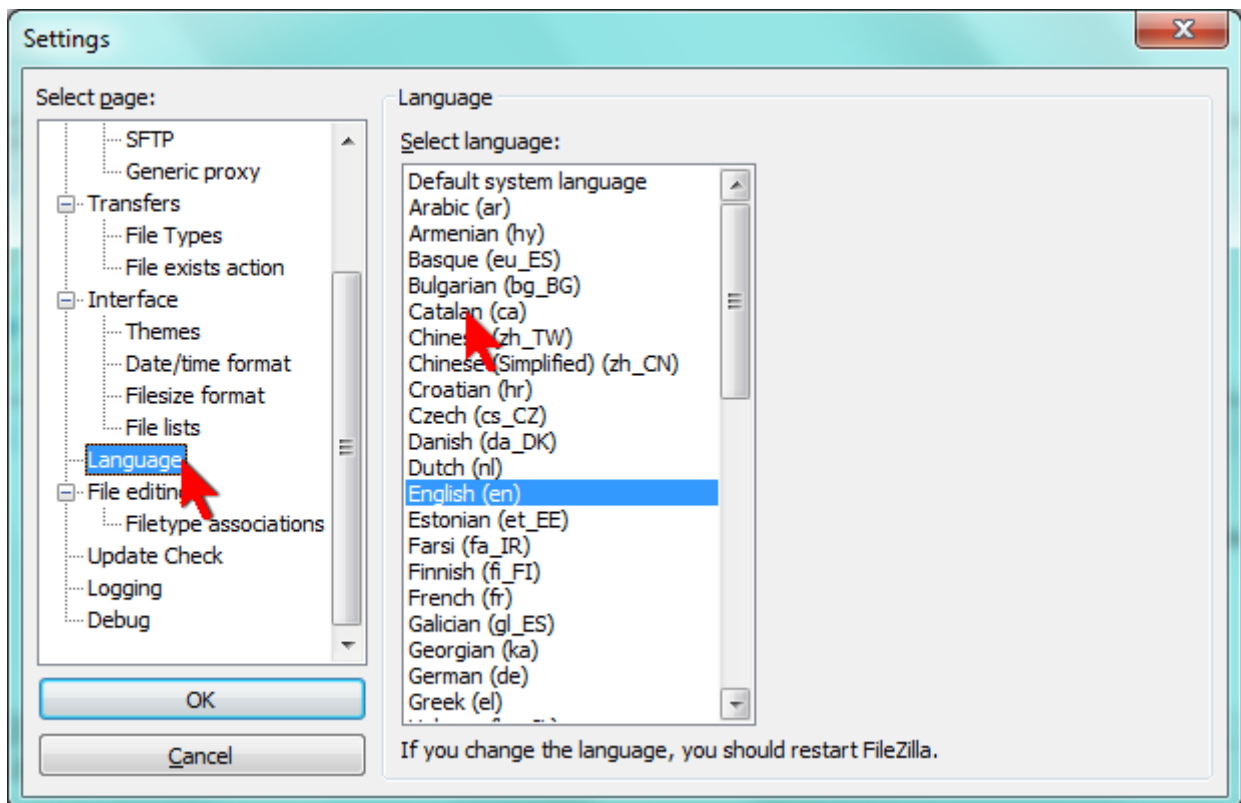 Settings
Select page:
SFTP
Generic proxy
Transfers
File Types
File exists action
Interface
Themes
Date/time format
Filesize format
File lists
Language
File editing
Filetype associations
Update Check
Logging
Debug
OK
Cancel
Language
Select language:
Default system language
Arabic (ar)
Armenian (hy)
Basque (eu_ES)
Bulgarian (bg_BG)
Catalan (ca)
Chinese (zh_TW)
Chinese (Simplified) (zh_CN)
Croatian (hr)
Czech (cs_CZ)
Danish (da_DK)
Dutch (nl)
English (en)
Estonian (et_EE)
Farsi (fa_IR)
Finnish (fi_FI)
French (fr)
Galician (gl_ES)
Georgian (ka)
German (de)
Greek (el)
If you change the language, you should restart FileZilla.